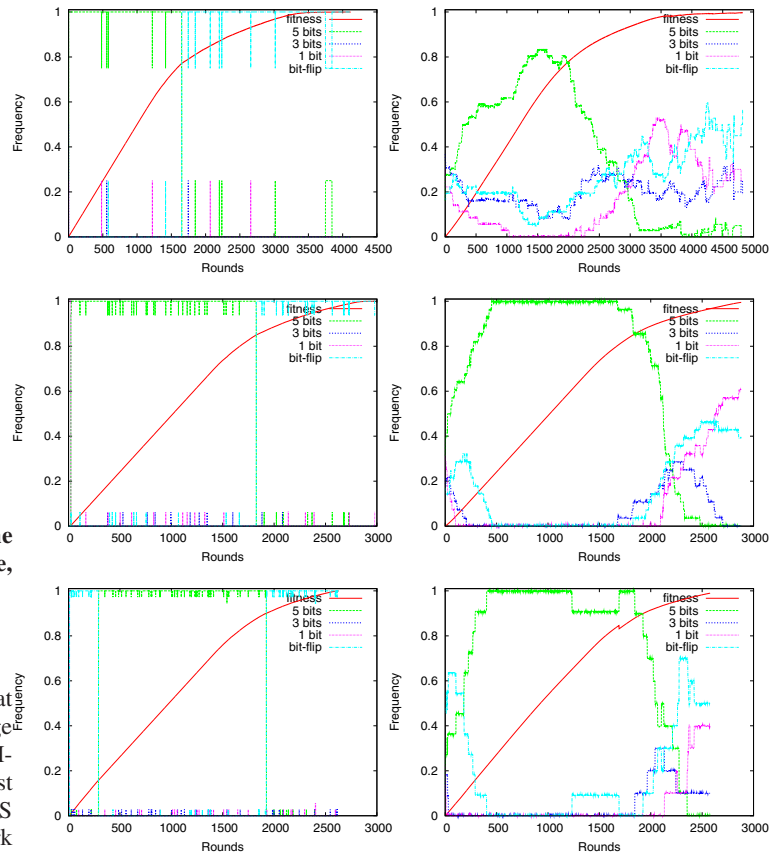 1
0.8
0.6
0.4
0.2
0
Frequency
fitness
5 bits
3 bits
1 bit
bit-flip
0 500 1000 1500 2000 2500 3000 3500 4000 4500
Rounds
1
0.8
0.6
0.4
0.2
0
Frequency
fitness
5 bits
3 bits
1 bit
bit-flip
0 500 1000 1500 2000 2500 3000 3500 4000 4500 5000
Rounds
1
0.8
0.6
0.4
0.2
0
Frequency
fitness
5 bits
3 bits
1 bit
bit-flip
0 500 1000 1500 2000 2500 3000
Rounds
1
0.8
0.6
0.4
0.2
0
Frequency
fitness
5 bits
3 bits
1 bit
bit-flip
0 500 1000 1500 2000 2500 3000
Rounds
1
0.8
0.6
0.4
0.2
0
Frequency
fitness
5 bits
3 bits
1 bit
bit-flip
0 500 1000 1500 2000 2500 3000
Rounds
1
0.8
0.6
0.4
0.2
0
Frequency
fitness
5 bits
3 bits
1 bit
bit-flip
0 500 1000 1500 2000 2500 3000
Rounds
ne
e,
at
ge
I-
st
S
rk